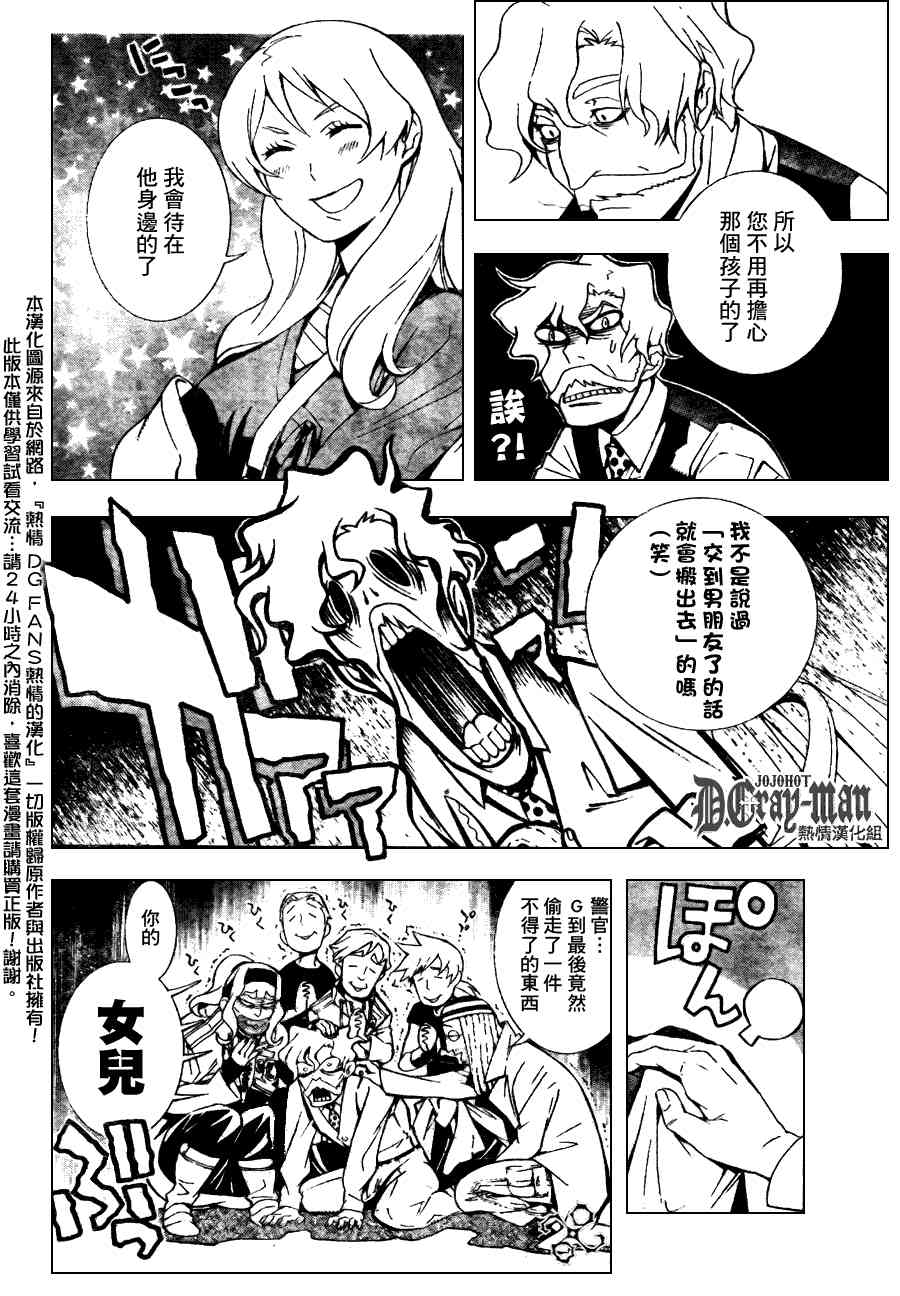 所以
您不用再擔心
那個孩子的了
誒?!
にこっ
我會待在
他身邊的了
我不是說過
「交到男朋友了的話
就會搬出去」的嗎
(笑)
ガァァ
JOJOHOT
D.Gray-man
熱情漢化組
ぽん
警官…
G到最後竟然
偷走了一件
不得了的東西
你的
女兒
本漢化圖源來自於網路．『熱情DG FANS熱情的漢化』一切版權歸原作者與出版社擁有！
此版本僅供學習試看交流…請24小時之內消除．喜歡這套漫畫請購買正版！謝謝。